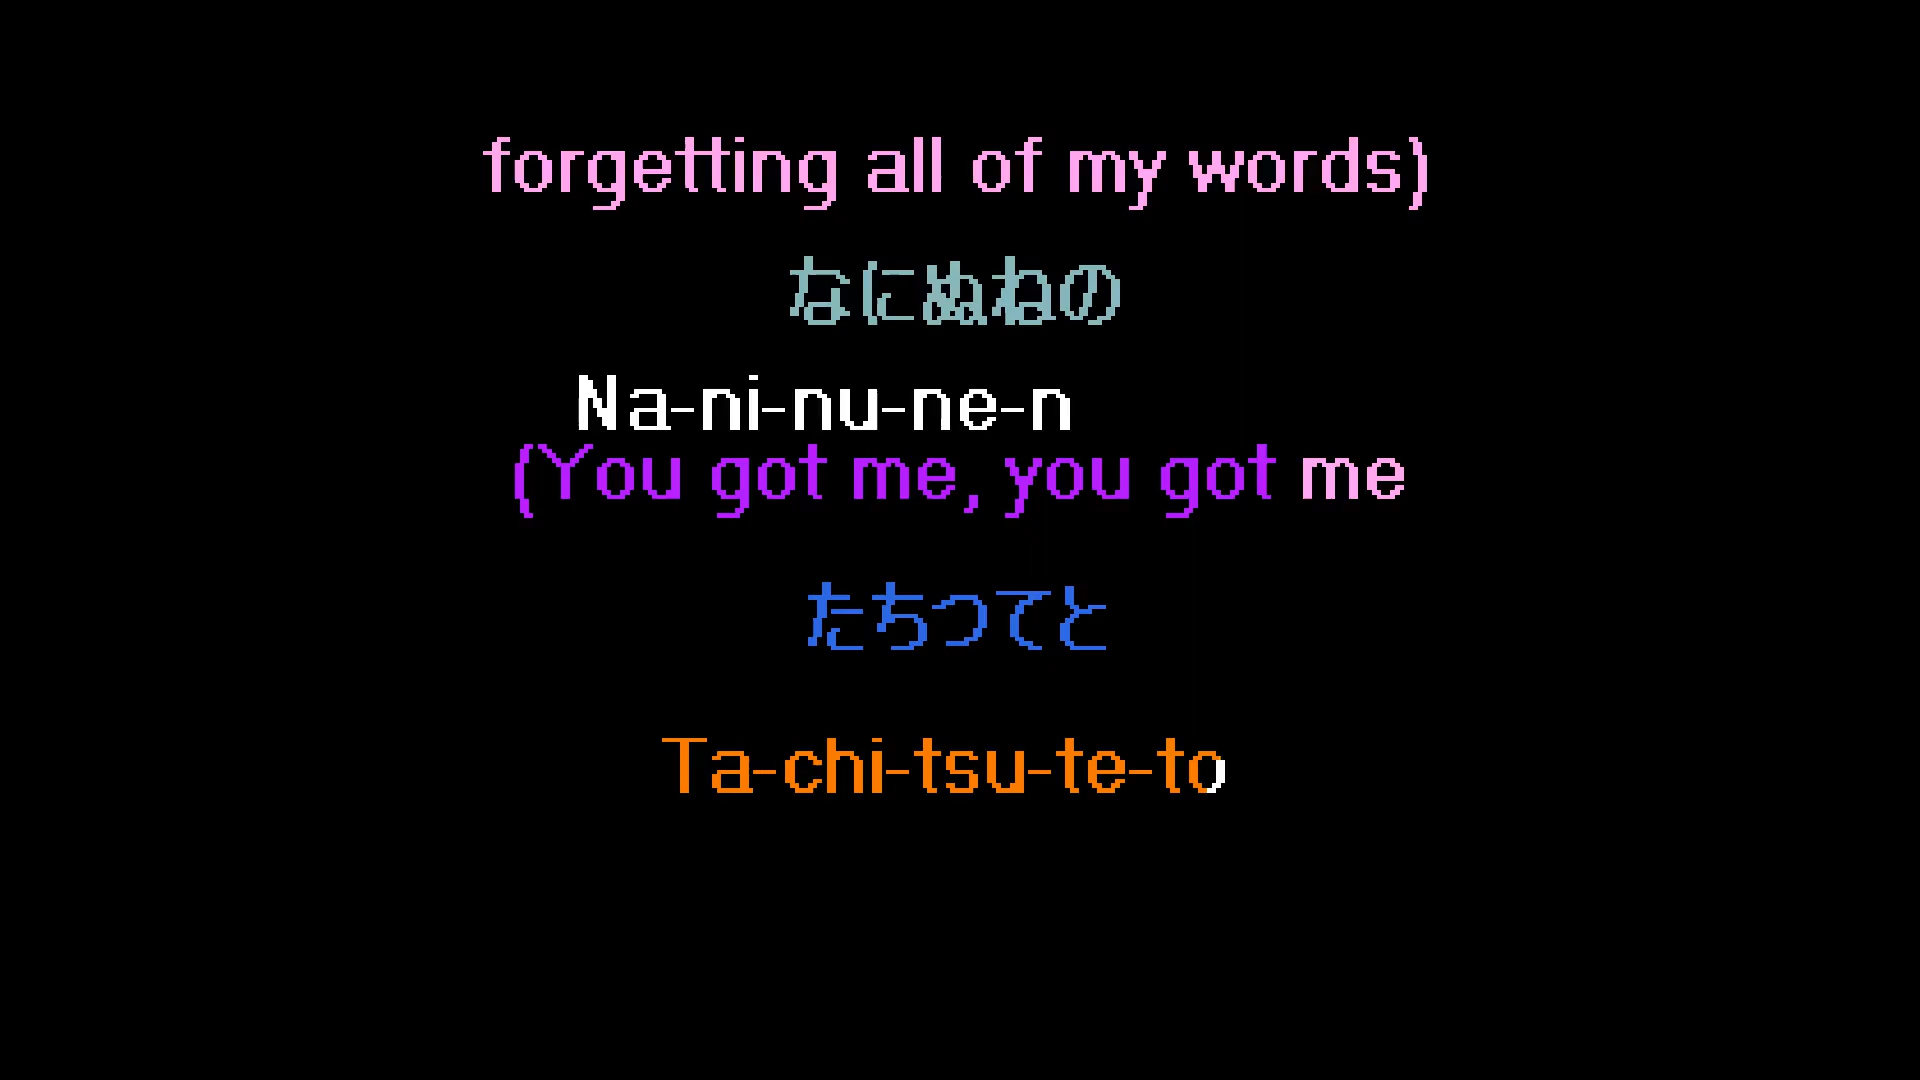 forgetting all of my words)
なにぬねの
Na-ni-nu-ne-n
(You got me, you got me
たちつてと
Ta-chi-tsu-te-to